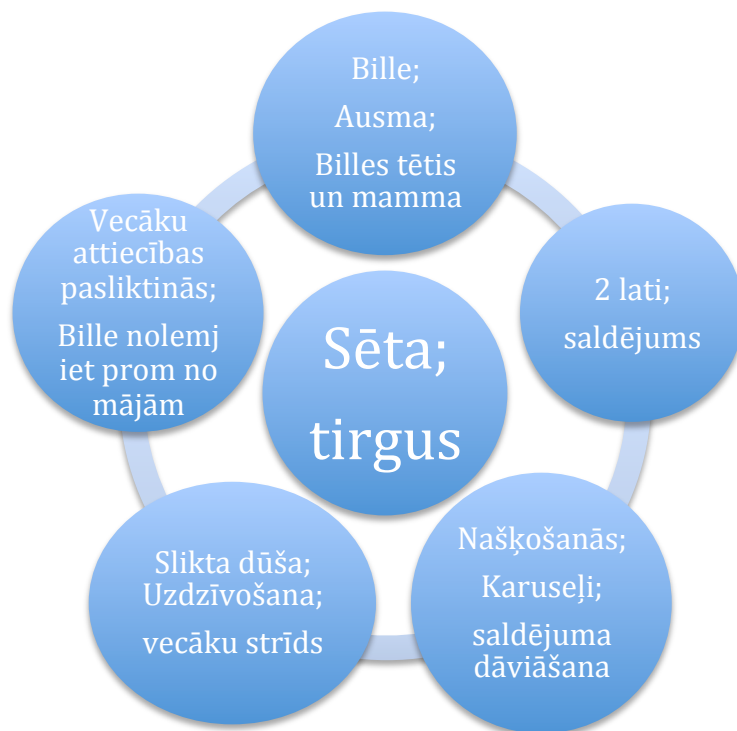 Bille;
Ausma;
Billes tētis
un mamma
2 lati;
saldējums
Našķošanās;
Karuseļi;
saldējuma
dāviāšana
Slikta dūša;
Uzdzīvošana;
vecāku strīds
Vecāku
attiecības
pasliktinās;
Bille nolemj
iet prom no
mājām
Sēta;
tirgus